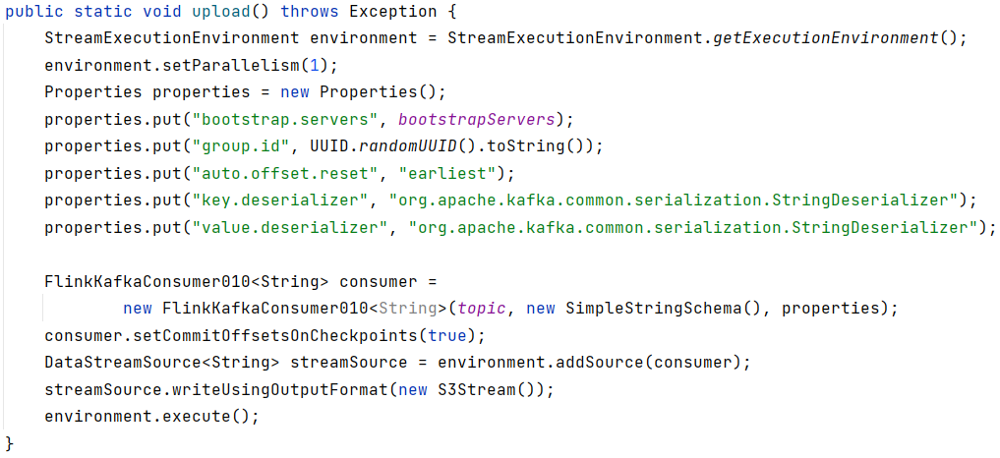 public static void upload() throws Exception {
    StreamExecutionEnvironment environment = StreamExecutionEnvironment.getExecutionEnvironment();
    environment.setParallelism(1);
    Properties properties = new Properties();
    properties.put("bootstrap.servers", bootstrapServers);
    properties.put("group.id", UUID.randomUUID().toString());
    properties.put("auto.offset.reset", "earliest");
    properties.put("key.deserializer", "org.apache.kafka.common.serialization.StringDeserializer");
    properties.put("value.deserializer", "org.apache.kafka.common.serialization.StringDeserializer");

    FlinkKafkaConsumer010<String> consumer =
            new FlinkKafkaConsumer010<String>(topic, new SimpleStringSchema(), properties);
    consumer.setCommitOffsetsOnCheckpoints(true);
    DataStreamSource<String> streamSource = environment.addSource(consumer);
    streamSource.writeUsingOutputFormat(new S3Stream());
    environment.execute();
}